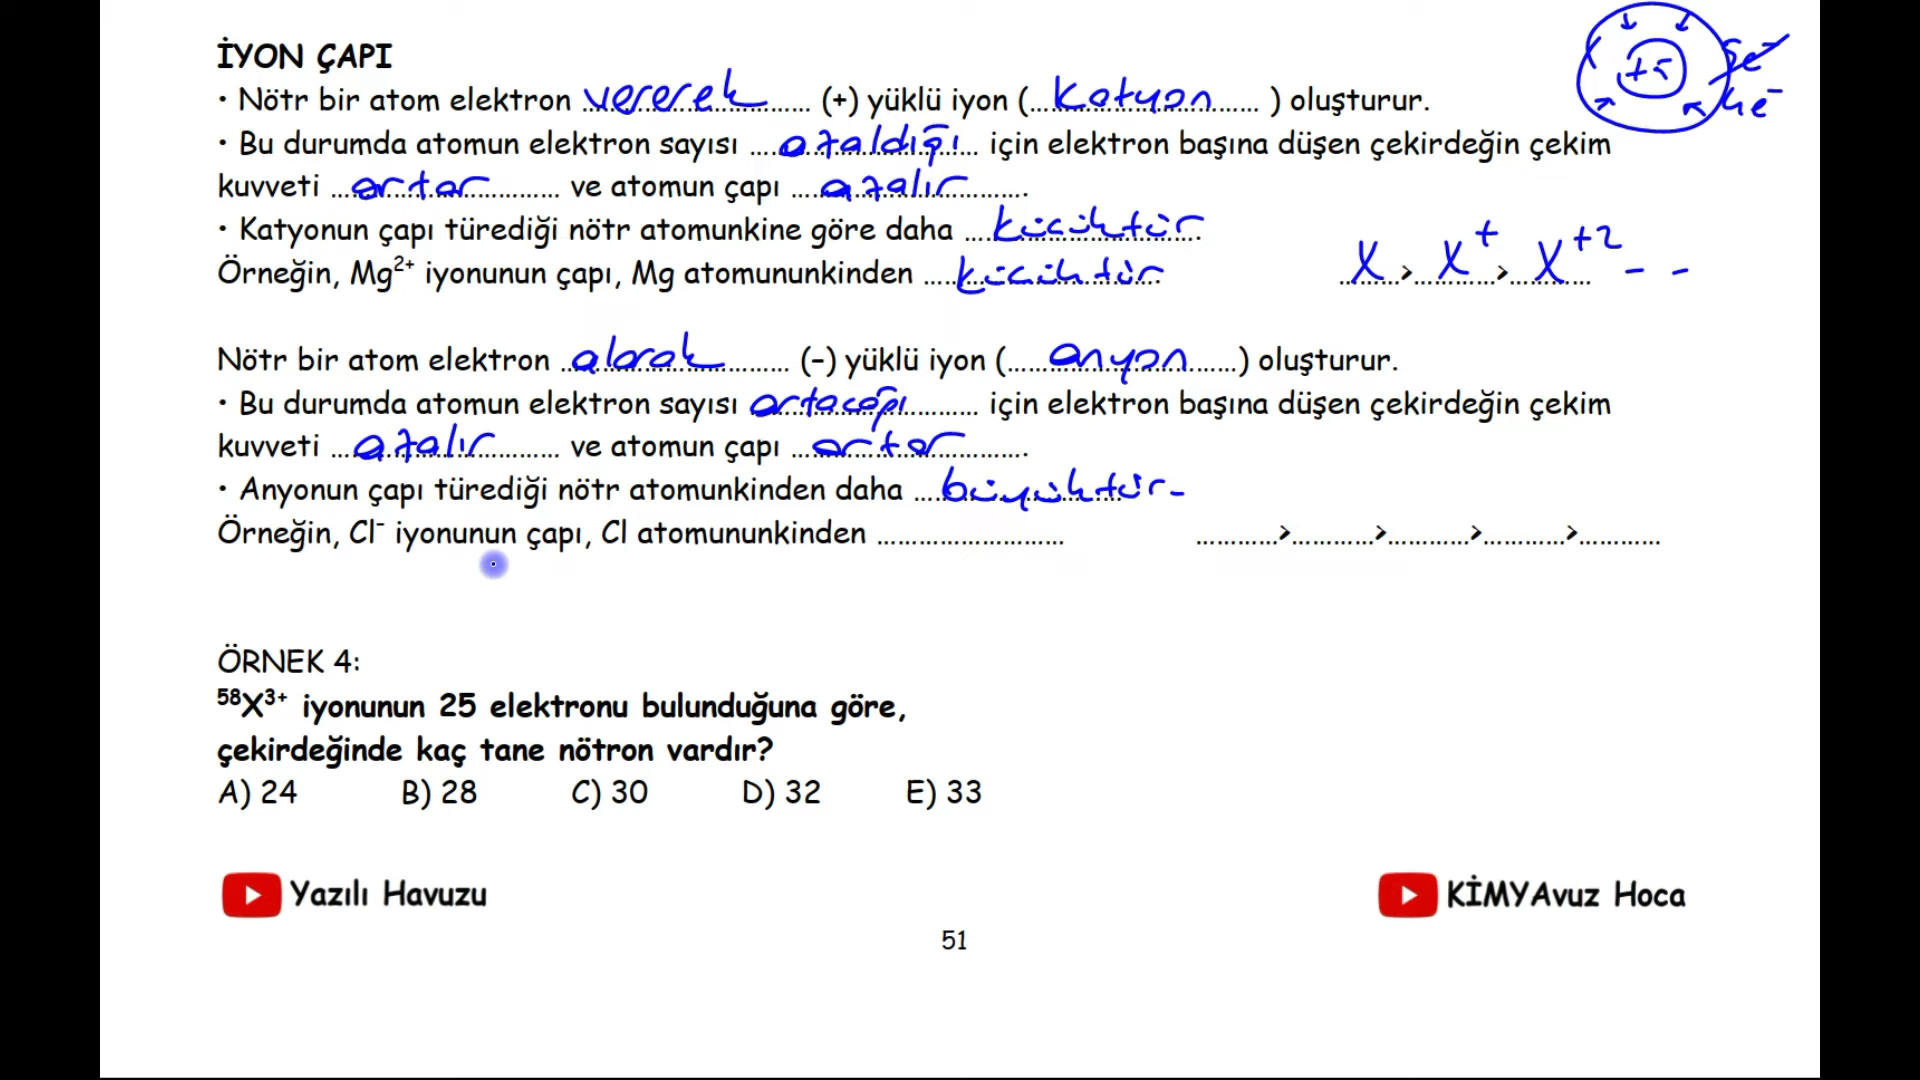 İYON ÇAPI
• Nötr bir atom elektron vererek (+) yüklü iyon (Katyon) oluşturur.
• Bu durumda atomun elektron sayısı azaldığı için elektron başına düşen çekirdeğin çekim
kuvveti artar ve atomun çapı azalır.
• Katyonun çapı türediği nötr atomunkine göre daha küçüktür.
Örneğin, Mg²⁺ iyonunun çapı, Mg atomununkinden küçüktür.
X > X⁺ > X⁺² - -
+5
5e⁻
4e⁻
Nötr bir atom elektron alarak (-) yüklü iyon (anyon) oluşturur.
• Bu durumda atomun elektron sayısı artacağı için elektron başına düşen çekirdeğin çekim
kuvveti azalır ve atomun çapı artar.
• Anyonun çapı türediği nötr atomunkinden daha büyüktür-
Örneğin, Cl⁻ iyonunun çapı, Cl atomununkinden ........................ ...........>...........>...........>...........>...........
ÖRNEK 4:
⁵⁸X³⁺ iyonunun 25 elektronu bulunduğuna göre,
çekirdeğinde kaç tane nötron vardır?
A) 24 B) 28 C) 30 D) 32 E) 33
Yazılı Havuzu
KİMYAvuz Hoca
51